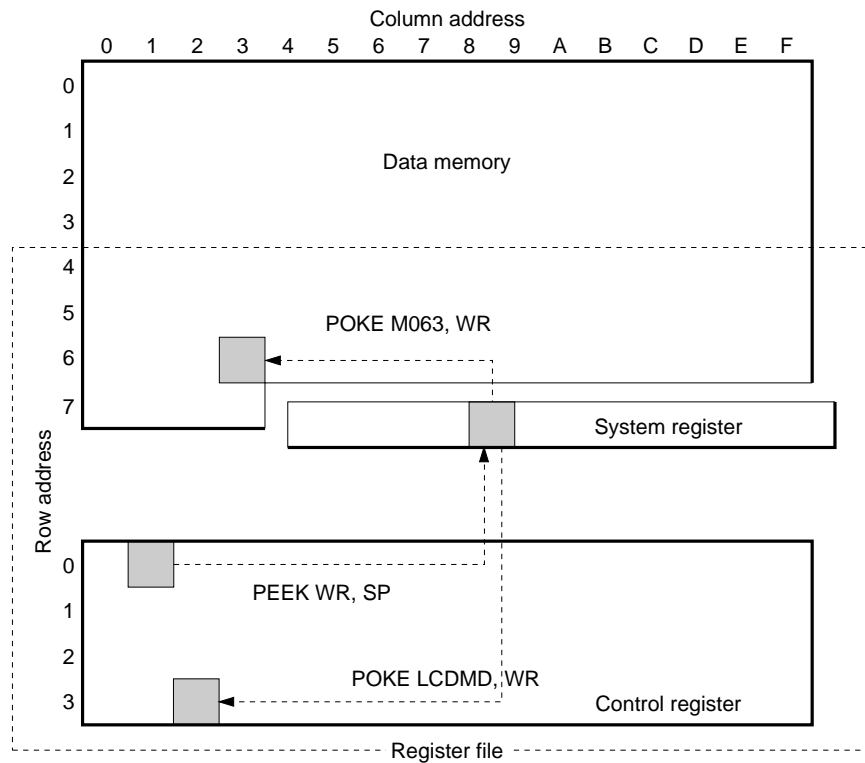 Column address
0 1 2 3 4 5 6 7 8 9 A B C D E F
0
1
2
3
4
5
6
7
Data memory
POKE M063, WR
System register
Row address
0
1
2
3
PEEK WR, SP
POKE LCDMD, WR
Control register
Register file